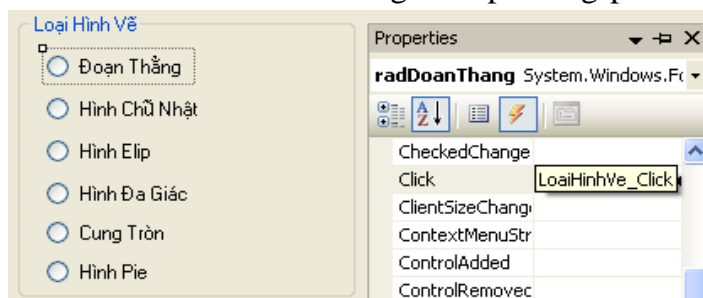 Loại Hình Vẽ
Đoạn Thẳng
Hình Chữ Nhật
Hình Elip
Hình Đa Giác
Cung Tròn
Hình Pie
Properties
radDoanThang System.Windows.Fo
CheckedChange
Click LoaiHinhVe_Click
ClientSizeChang
ContextMenuStr
ControlAdded
ControlRemovec